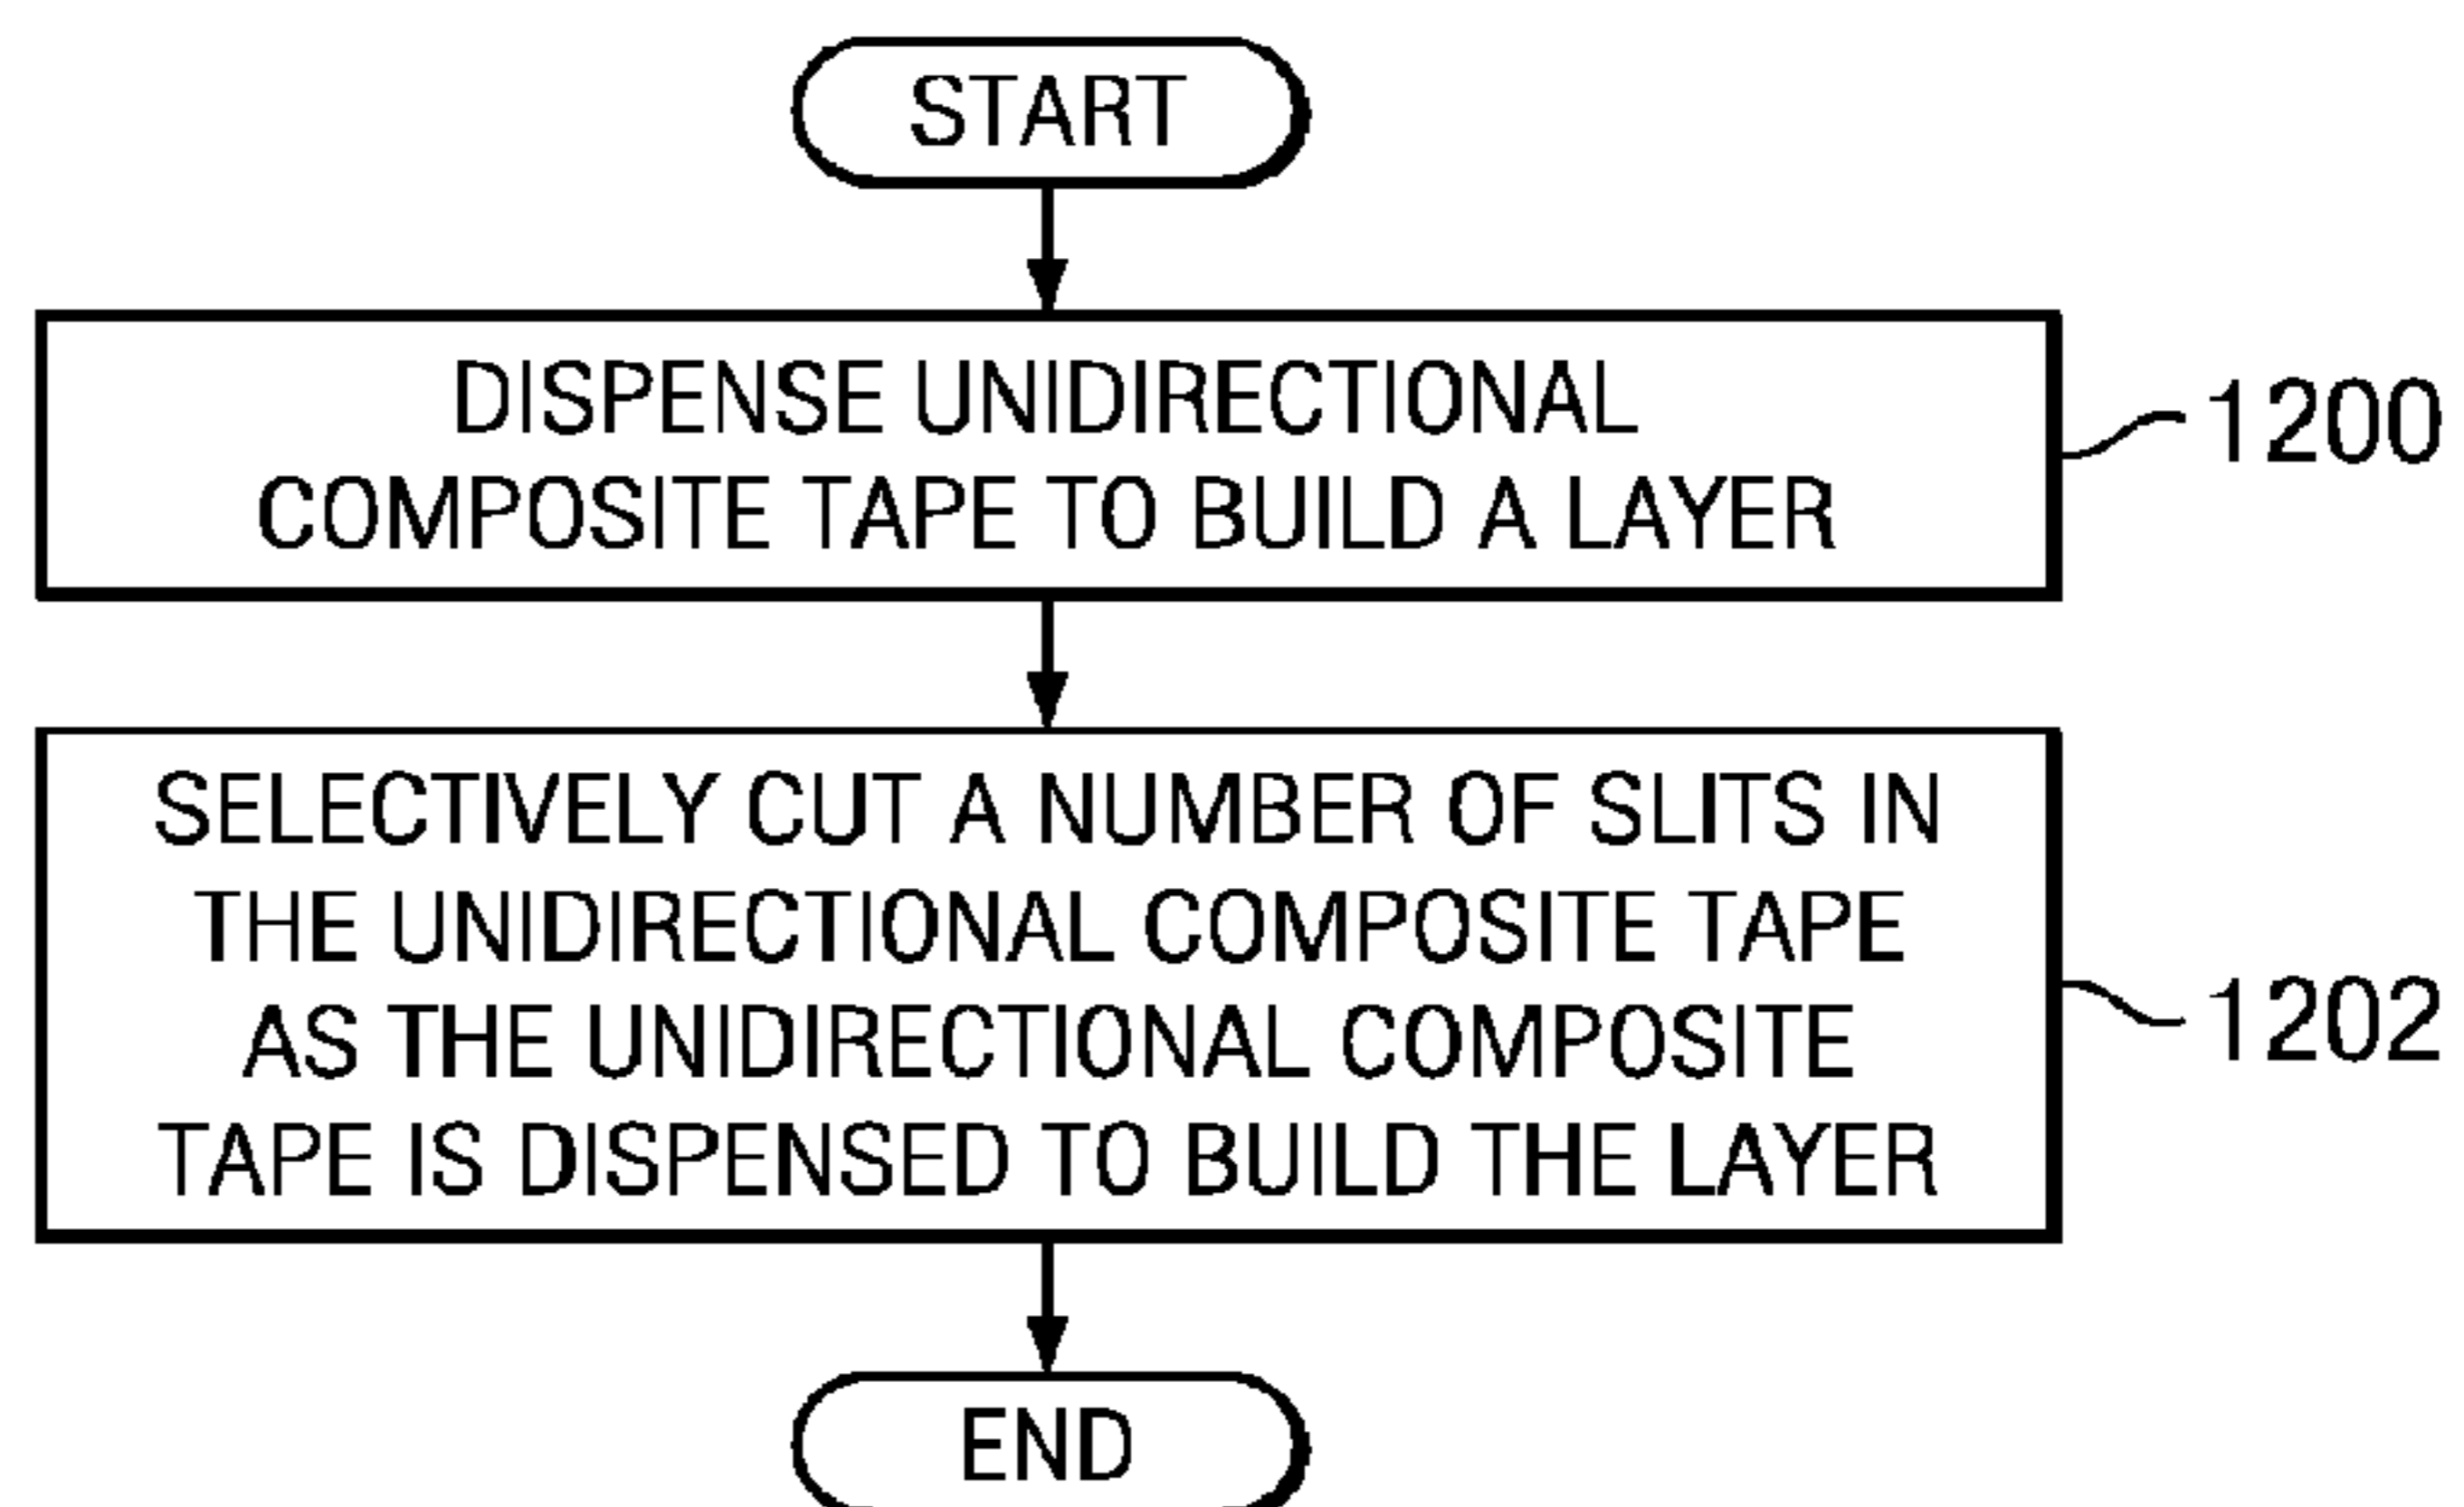 START
DISPENSE UNIDIRECTIONAL
COMPOSITE TAPE TO BUILD A LAYER
1200
SELECTIVELY CUT A NUMBER OF SLITS IN
THE UNIDIRECTIONAL COMPOSITE TAPE
AS THE UNIDIRECTIONAL COMPOSITE
TAPE IS DISPENSED TO BUILD THE LAYER
1202
END